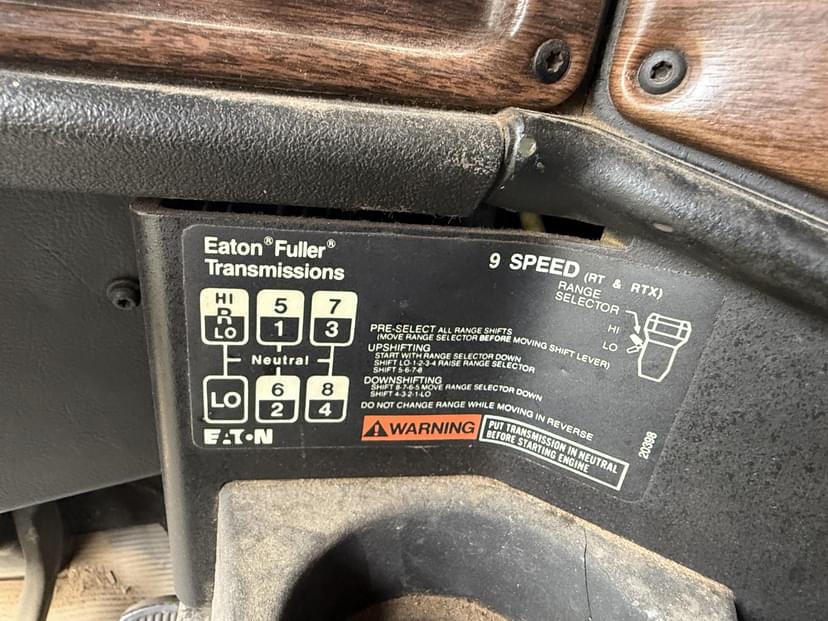 Eaton® Fuller®
Transmissions
9 SPEED (RT & RTX)
RANGE
SELECTOR
HI
LO
HI
R
LO
5
1
7
3
Neutral
LO
6
2
8
4
EATON
PRE-SELECT ALL RANGE SHIFTS
(MOVE RANGE SELECTOR BEFORE MOVING SHIFT LEVER)
UPSHIFTING
START WITH RANGE SELECTOR DOWN
SHIFT LO-1-2-3-4 RAISE RANGE SELECTOR
SHIFT 5-6-7-8
DOWNSHIFTING
SHIFT 8-7-6-5 MOVE RANGE SELECTOR DOWN
SHIFT 4-3-2-1-LO
DO NOT CHANGE RANGE WHILE MOVING IN REVERSE
WARNING
PUT TRANSMISSION IN NEUTRAL
BEFORE STARTING ENGINE
20398